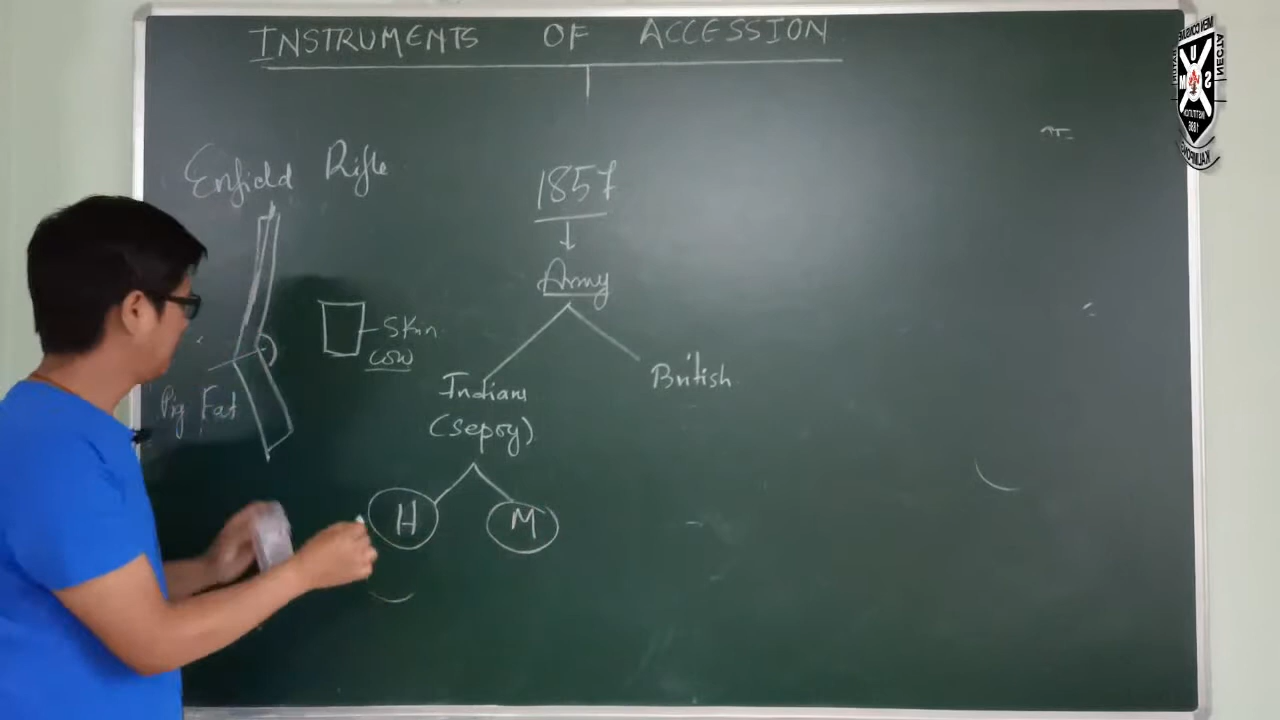 INSTRUMENTS OF ACCESSION
Enfield Rifle
1857
Army
Skin
cow
Indians
(Sepoy)
British
Pig Fat
H
M